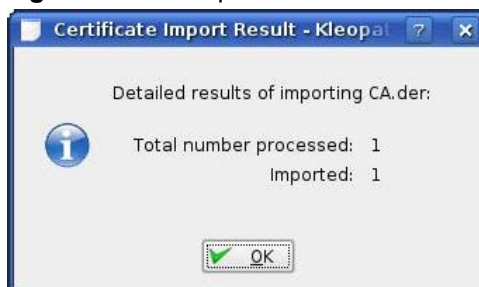 Certificate Import Result - Kleopat
Detailed results of importing CA.der:
Total number processed: 1
Imported: 1
OK